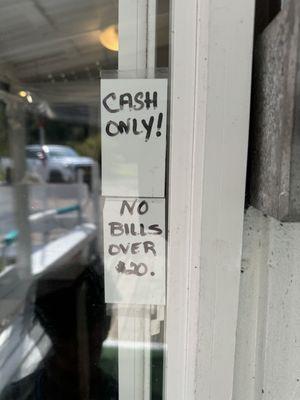 CASH
ONLY!
NO
BILLS
OVER
$20.